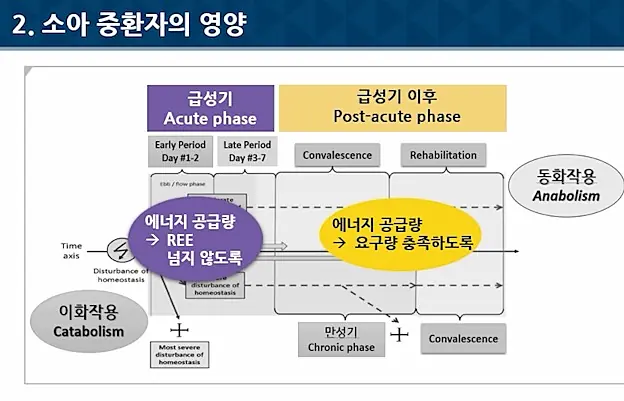 2. 소아 중환자의 영양
급성기
Acute phase
급성기 이후
Post-acute phase
Early Period
Day #1-2
Late Period
Day #3-7
Convalescence
Rehabilitation
동화작용
Anabolism
Ebb / flow phase
에너지 공급량
→ REE
넘지 않도록
에너지 공급량
→ 요구량 충족하도록
Time
axis
Disturbance of
homeostasis
disturbance of
homeostasis
이화작용
Catabolism
만성기
Chronic phase
Convalescence
Most severe
disturbance of
homeostasis